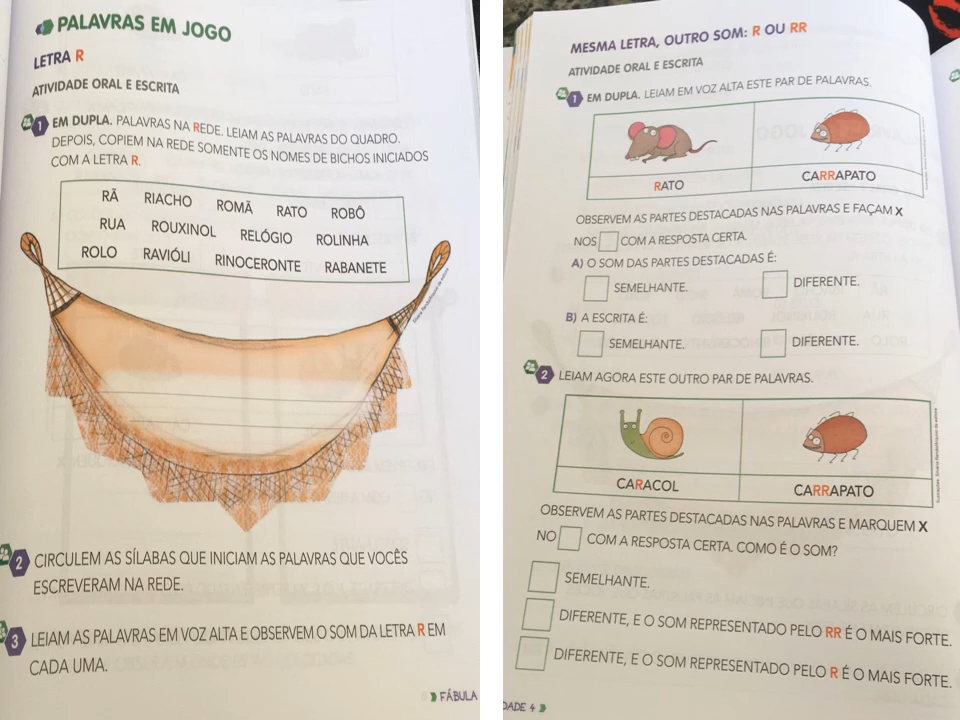 PALAVRAS EM JOGO
LETRA R
ATIVIDADE ORAL E ESCRITA
1 EM DUPLA. PALAVRAS NA REDE. LEIAM AS PALAVRAS DO QUADRO.
DEPOIS, COPIEM NA REDE SOMENTE OS NOMES DE BICHOS INICIADOS
COM A LETRA R.
RÃ RIACHO ROMÃ RATO ROBÔ
RUA ROUXINOL RELÓGIO ROLINHA
ROLO RAVIÓLI RINOCERONTE RABANETE
2 CIRCULEM AS SÍLABAS QUE INICIAM AS PALAVRAS QUE VOCÊS
ESCREVERAM NA REDE.
3 LEIAM AS PALAVRAS EM VOZ ALTA E OBSERVEM O SOM DA LETRA R EM
CADA UMA.
FÁBULA
MESMA LETRA, OUTRO SOM: R OU RR
ATIVIDADE ORAL E ESCRITA
1 EM DUPLA. LEIAM EM VOZ ALTA ESTE PAR DE PALAVRAS.
RATO CARRAPATO
OBSERVEM AS PARTES DESTACADAS NAS PALAVRAS E FAÇAM X
NOS COM A RESPOSTA CERTA.
A) O SOM DAS PARTES DESTACADAS É:
SEMELHANTE. DIFERENTE.
B) A ESCRITA É:
SEMELHANTE. DIFERENTE.
2 LEIAM AGORA ESTE OUTRO PAR DE PALAVRAS.
CARACOL CARRAPATO
OBSERVEM AS PARTES DESTACADAS NAS PALAVRAS E MARQUEM X
NO COM A RESPOSTA CERTA. COMO É O SOM?
SEMELHANTE.
DIFERENTE, E O SOM REPRESENTADO PELO RR É O MAIS FORTE.
DIFERENTE, E O SOM REPRESENTADO PELO R É O MAIS FORTE.
DADE 4